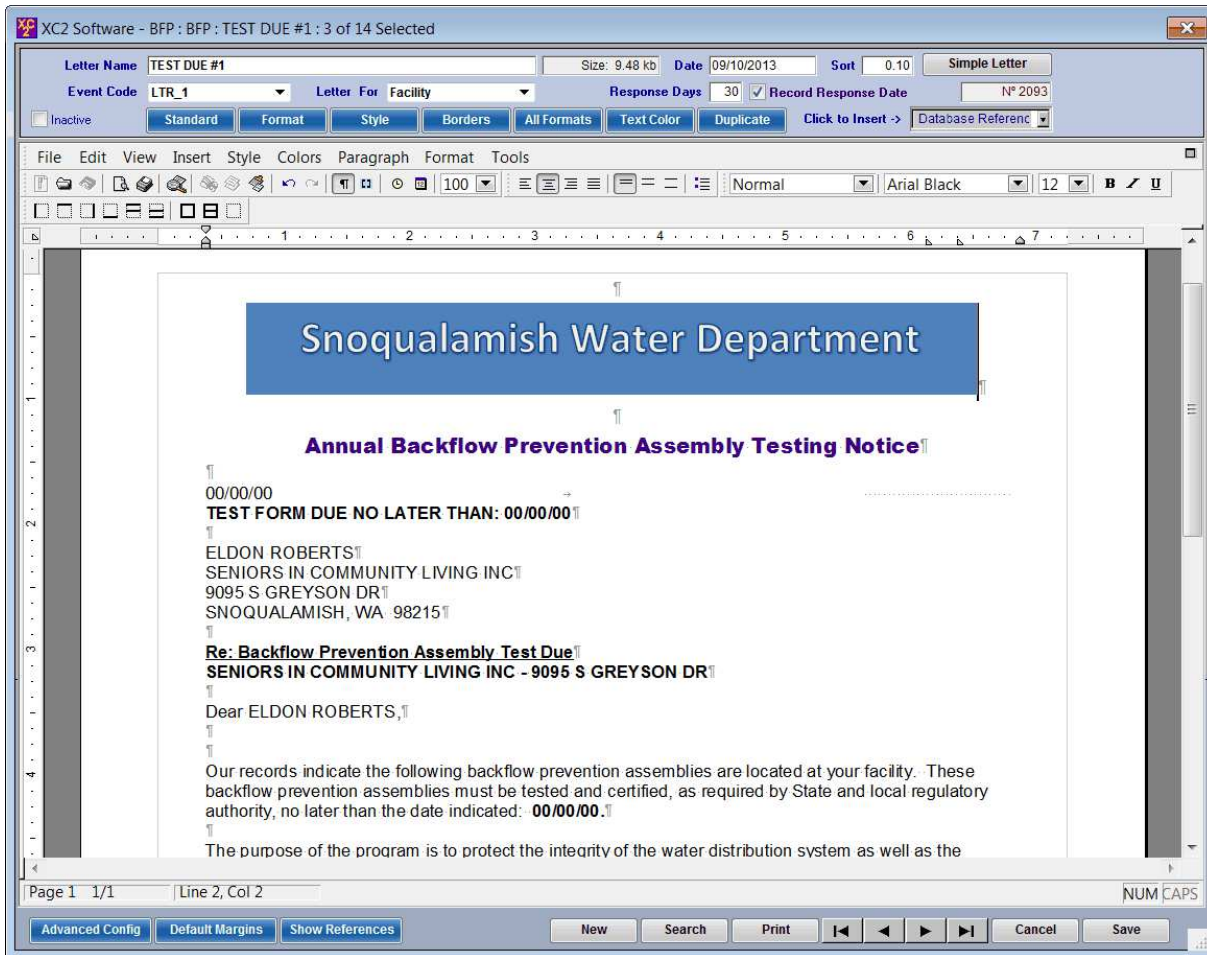 XC2 Software - BFP : BFP : TEST DUE #1 : 3 of 14 Selected
Letter Name TEST DUE #1 Size: 9.48 kb Date 09/10/2013 Sort 0.10 Simple Letter
Event Code LTR_1 Letter For Facility Response Days 30 Record Response Date N° 2093
Inactive Standard Format Style Borders All Formats Text Color Duplicate Click to Insert -> Database Referenc
File Edit View Insert Style Colors Paragraph Format Tools
100 Normal Arial Black 12 B I U
1 2 3 4 5 6 7
Snoqualamish Water Department
Annual Backflow Prevention Assembly Testing Notice¶
00/00/00
TEST FORM DUE NO LATER THAN: 00/00/00¶
ELDON ROBERTS¶
SENIORS IN COMMUNITY LIVING INC¶
9095 S GREYSON DR¶
SNOQUALAMISH, WA 98215¶
Re: Backflow Prevention Assembly Test Due¶
SENIORS IN COMMUNITY LIVING INC - 9095 S GREYSON DR¶
Dear ELDON ROBERTS,¶
Our records indicate the following backflow prevention assemblies are located at your facility. These
backflow prevention assemblies must be tested and certified, as required by State and local regulatory
authority, no later than the date indicated: 00/00/00.¶
The purpose of the program is to protect the integrity of the water distribution system as well as the
Page 1 1/1 Line 2, Col 2 NUM CAPS
Advanced Config Default Margins Show References New Search Print Cancel Save